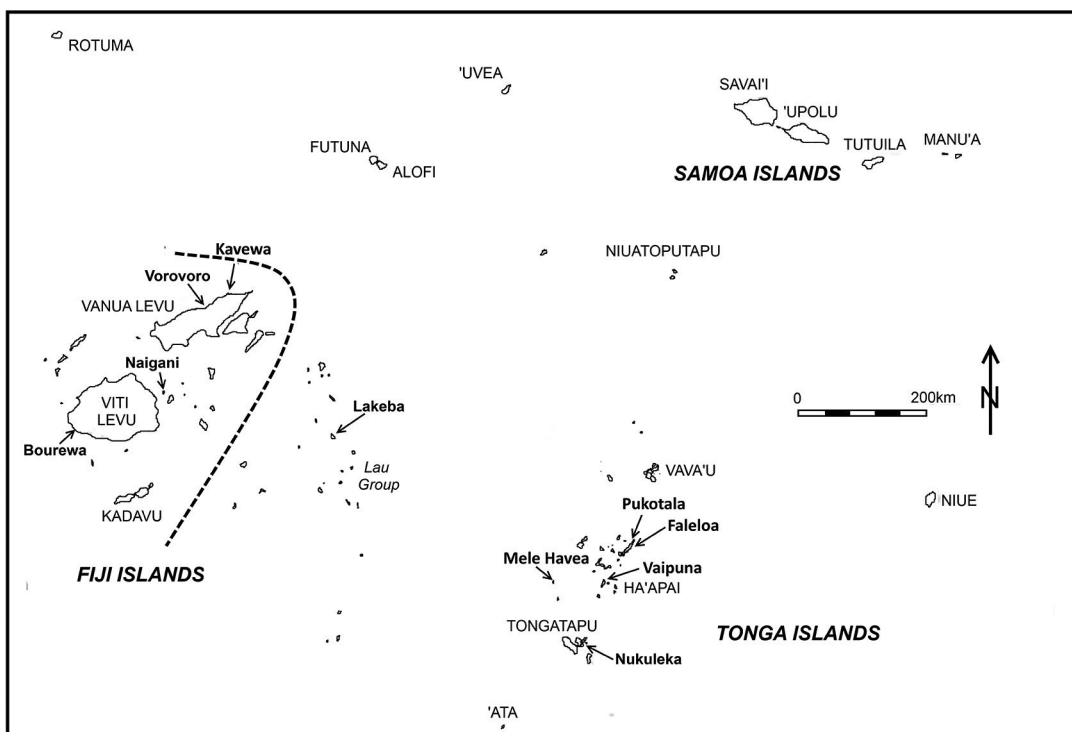 ROTUMA
'UVEA
SAVAI'I
'UPOLU
TUTUILA
MANU'A
SAMOA ISLANDS
FUTUNA
ALOFI
Kavewa
Vorovoro
VANUA LEVU
NIUATOPUTAPU
Naigani
VITI
LEVU
Bourewa
Lakeba
Lau
Group
KADAVU
FIJI ISLANDS
0
200km
N
VAVA'U
NIUE
Pukotala
Faleloa
Mele Havea
Vaipuna
HA'APAI
TONGATAPU
TONGA ISLANDS
Nukuleka
'ATA